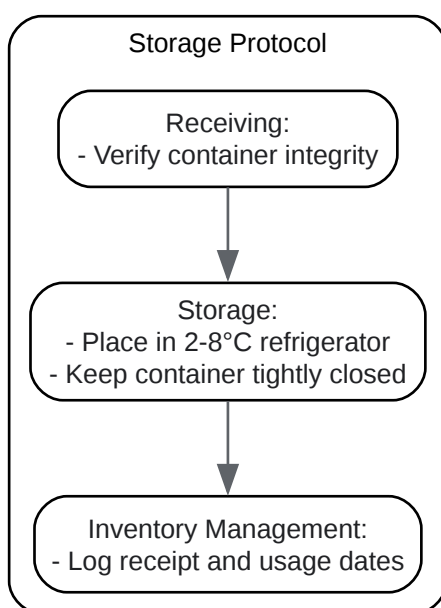 Storage Protocol
Receiving:
- Verify container integrity
Storage:
- Place in 2-8°C refrigerator
- Keep container tightly closed
Inventory Management:
- Log receipt and usage dates